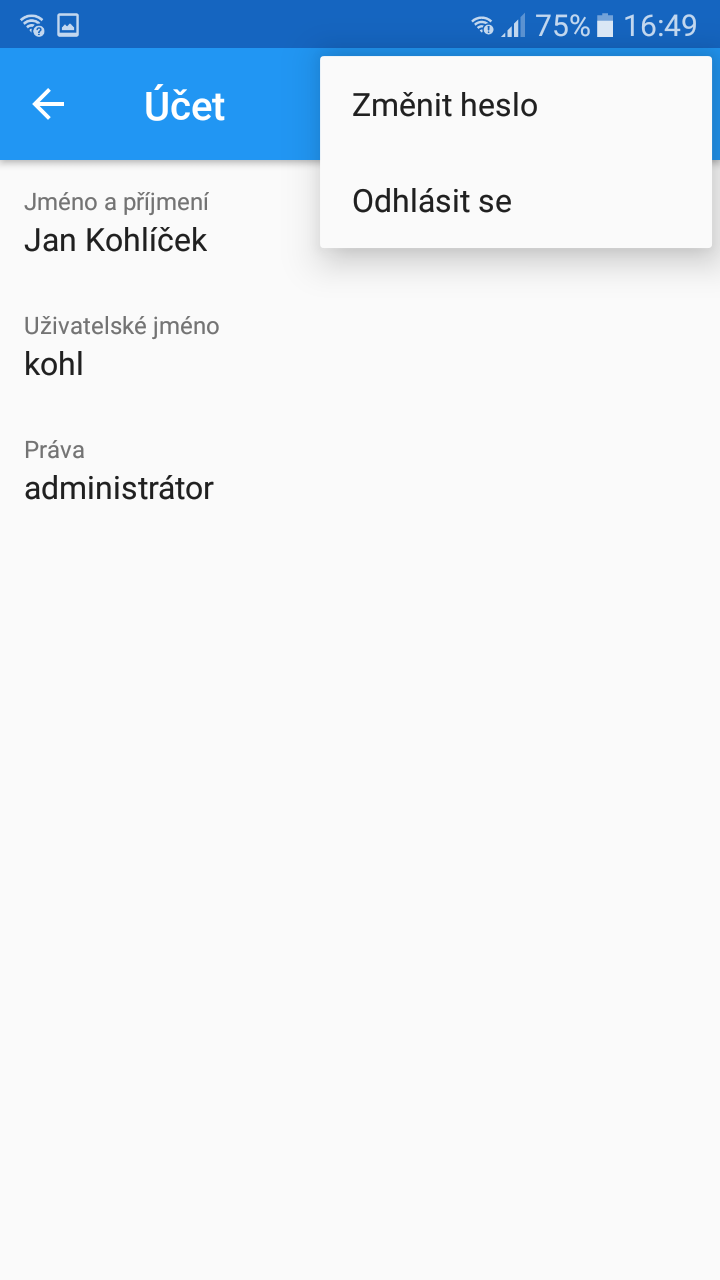 75% 16:49
Účet
Změnit heslo
Odhlásit se
Jméno a příjmení
Jan Kohlíček
Uživatelské jméno
kohl
Práva
administrátor